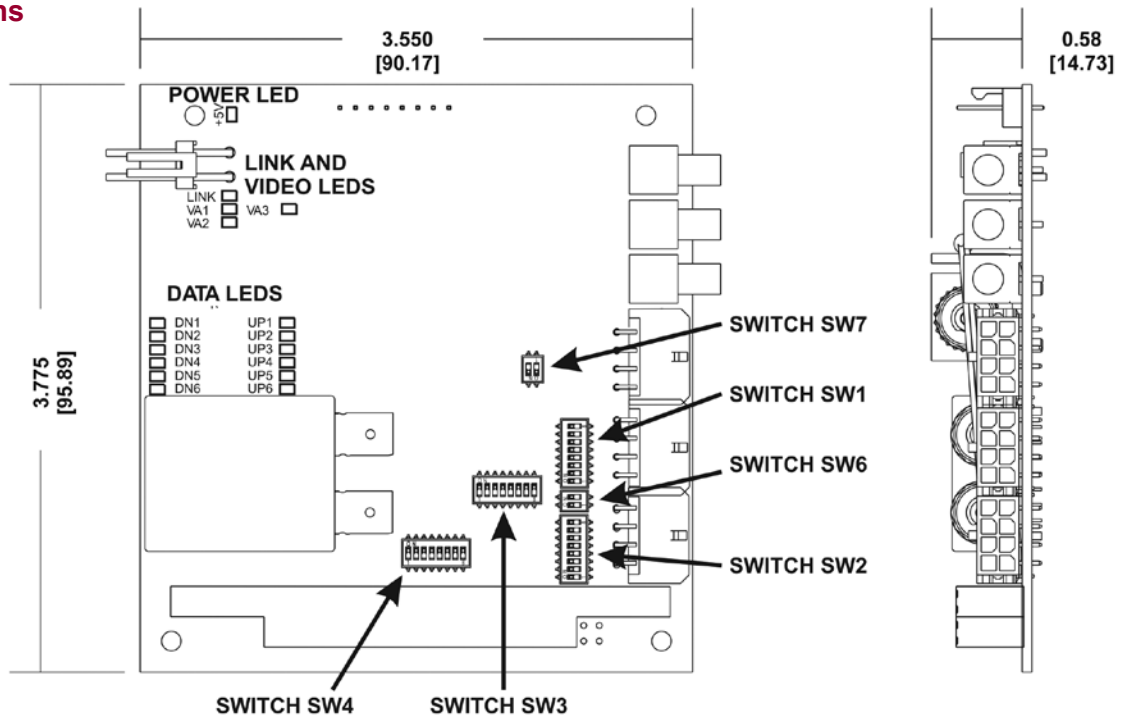 ns
3.550
[90.17]
0.58
[14.73]
POWER LED
+5V
LINK AND
VIDEO LEDS
LINK
VA1
VA3
VA2
DATA LEDS
DN1 UP1
DN2 UP2
DN3 UP3
DN4 UP4
DN5 UP5
DN6 UP6
3.775
[95.89]
SWITCH SW7
SWITCH SW1
SWITCH SW6
SWITCH SW2
SWITCH SW4
SWITCH SW3